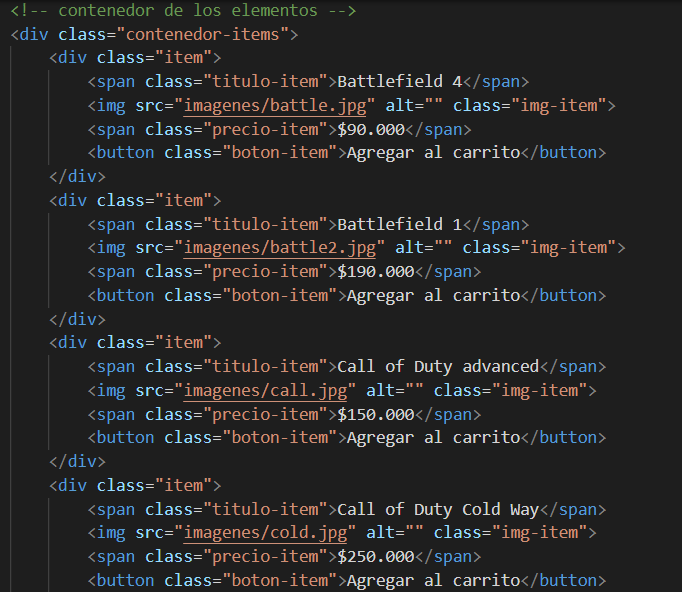 <!-- contenedor de los elementos -->
<div class="contenedor-items">
<div class="item">
<span class="titulo-item">Battlefield 4</span>
<img src="imagenes/battle.jpg" alt="" class="img-item">
<span class="precio-item">$90.000</span>
<button class="boton-item">Agregar al carrito</button>
</div>
<div class="item">
<span class="titulo-item">Battlefield 1</span>
<img src="imagenes/battle2.jpg" alt="" class="img-item">
<span class="precio-item">$190.000</span>
<button class="boton-item">Agregar al carrito</button>
</div>
<div class="item">
<span class="titulo-item">Call of Duty advanced</span>
<img src="imagenes/call.jpg" alt="" class="img-item">
<span class="precio-item">$150.000</span>
<button class="boton-item">Agregar al carrito</button>
</div>
<div class="item">
<span class="titulo-item">Call of Duty Cold Way</span>
<img src="imagenes/cold.jpg" alt="" class="img-item">
<span class="precio-item">$250.000</span>
<button class="boton-item">Agregar al carrito</button>